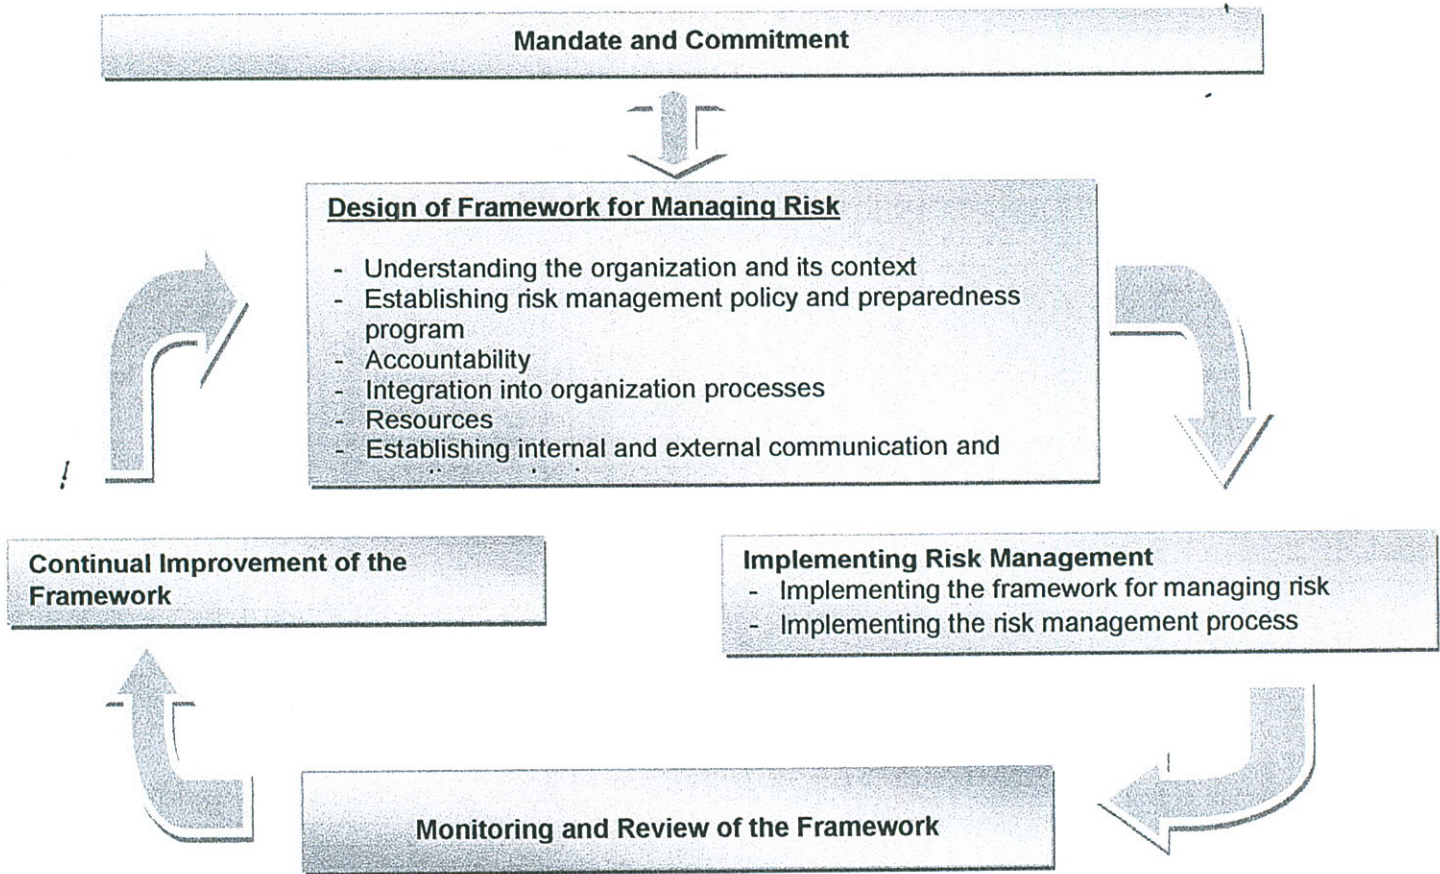 Mandate and Commitment
Design of Framework for Managing Risk
- Understanding the organization and its context
- Establishing risk management policy and preparedness
program
- Accountability
- Integration into organization processes
- Resources
- Establishing internal and external communication and
Continual Improvement of the
Framework
Implementing Risk Management
- Implementing the framework for managing risk
- Implementing the risk management process
Monitoring and Review of the Framework